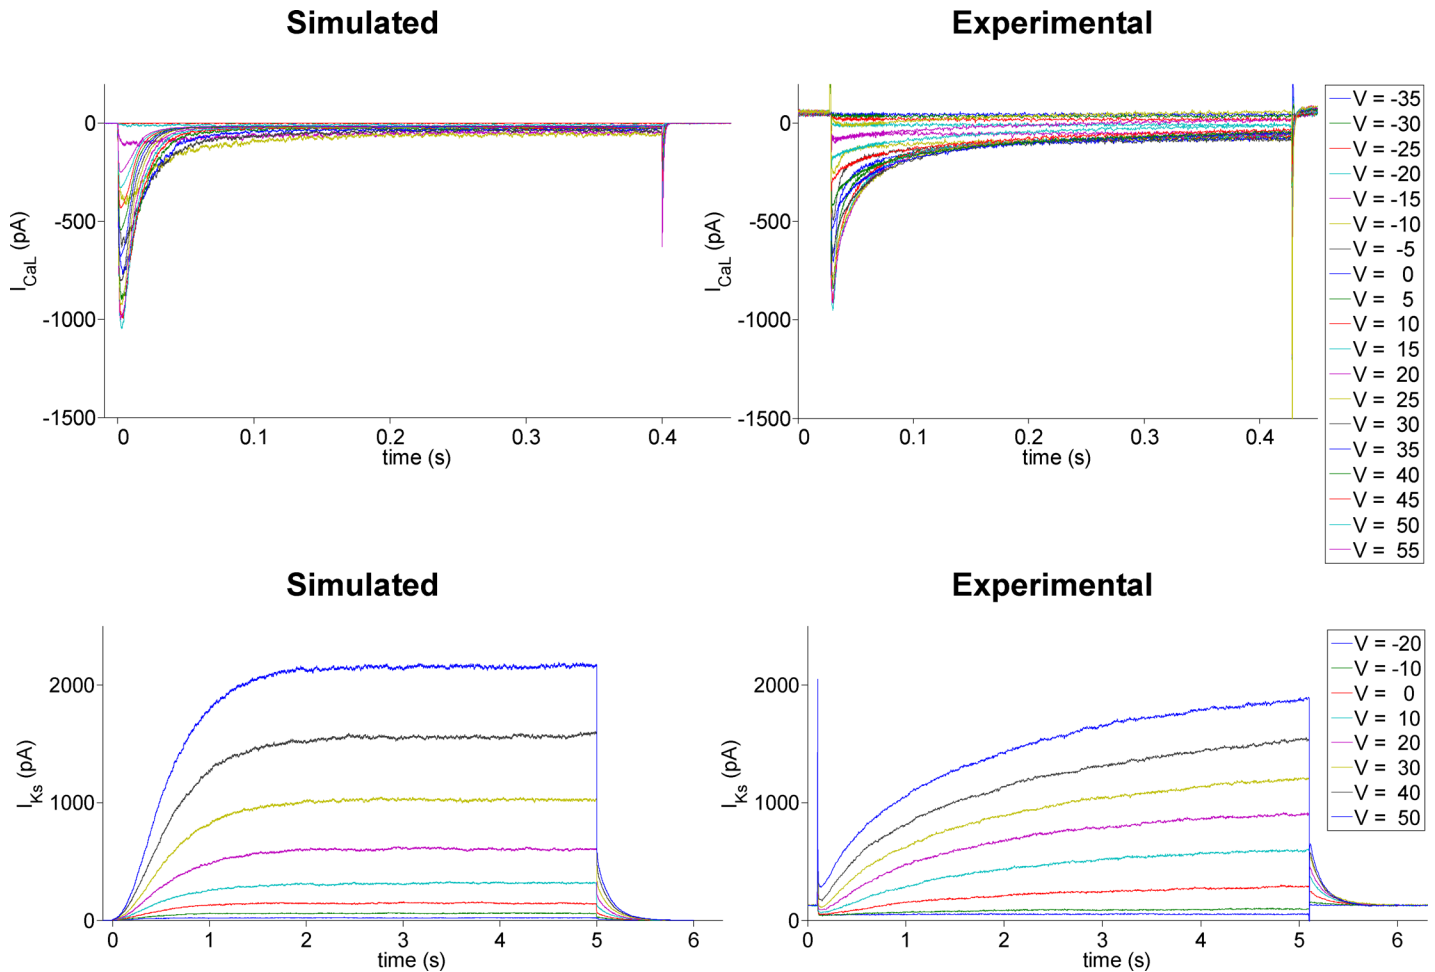 Simulated
Experimental
0
-500
-1000
-1500
I_CaL (pA)
0
0.1
0.2
0.3
0.4
time (s)
0
-500
-1000
-1500
I_CaL (pA)
0
0.1
0.2
0.3
0.4
time (s)
V = -35
V = -30
V = -25
V = -20
V = -15
V = -10
V = -5
V = 0
V = 5
V = 10
V = 15
V = 20
V = 25
V = 30
V = 35
V = 40
V = 45
V = 50
V = 55
Simulated
Experimental
2000
1000
0
I_Ks (pA)
0
1
2
3
4
5
6
time (s)
2000
1000
0
I_Ks (pA)
0
1
2
3
4
5
6
time (s)
V = -20
V = -10
V = 0
V = 10
V = 20
V = 30
V = 40
V = 50